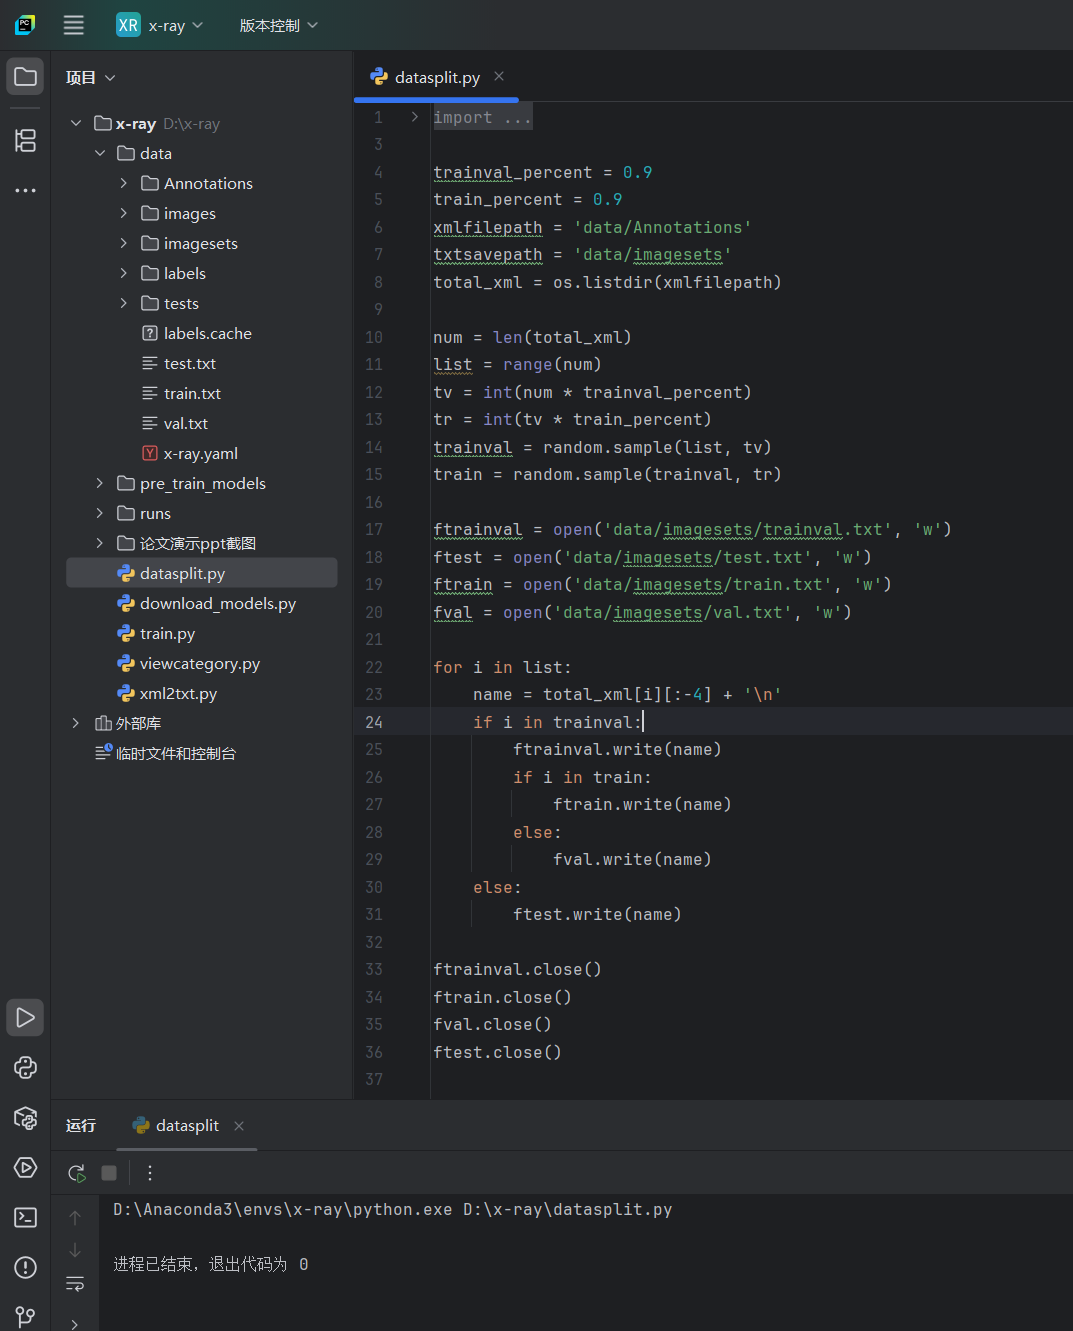 XR x-ray 版本控制
项目
datasplit.py
x-ray D:\x-ray
data
Annotations
images
imagesets
labels
tests
labels.cache
test.txt
train.txt
val.txt
x-ray.yaml
pre_train_models
runs
论文演示ppt截图
datasplit.py
download_models.py
train.py
viewcategory.py
xml2txt.py
外部库
临时文件和控制台
1 import ...
3
4 trainval_percent = 0.9
5 train_percent = 0.9
6 xmlfilepath = 'data/Annotations'
7 txtsavepath = 'data/imagesets'
8 total_xml = os.listdir(xmlfilepath)
9
10 num = len(total_xml)
11 list = range(num)
12 tv = int(num * trainval_percent)
13 tr = int(tv * train_percent)
14 trainval = random.sample(list, tv)
15 train = random.sample(trainval, tr)
16
17 ftrainval = open('data/imagesets/trainval.txt', 'w')
18 ftest = open('data/imagesets/test.txt', 'w')
19 ftrain = open('data/imagesets/train.txt', 'w')
20 fval = open('data/imagesets/val.txt', 'w')
21
22 for i in list:
23     name = total_xml[i][:-4] + '\n'
24     if i in trainval:
25         ftrainval.write(name)
26         if i in train:
27             ftrain.write(name)
28         else:
29             fval.write(name)
30     else:
31         ftest.write(name)
32
33 ftrainval.close()
34 ftrain.close()
35 fval.close()
36 ftest.close()
37
运行 datasplit
D:\Anaconda3\envs\x-ray\python.exe D:\x-ray\datasplit.py
进程已结束，退出代码为 0